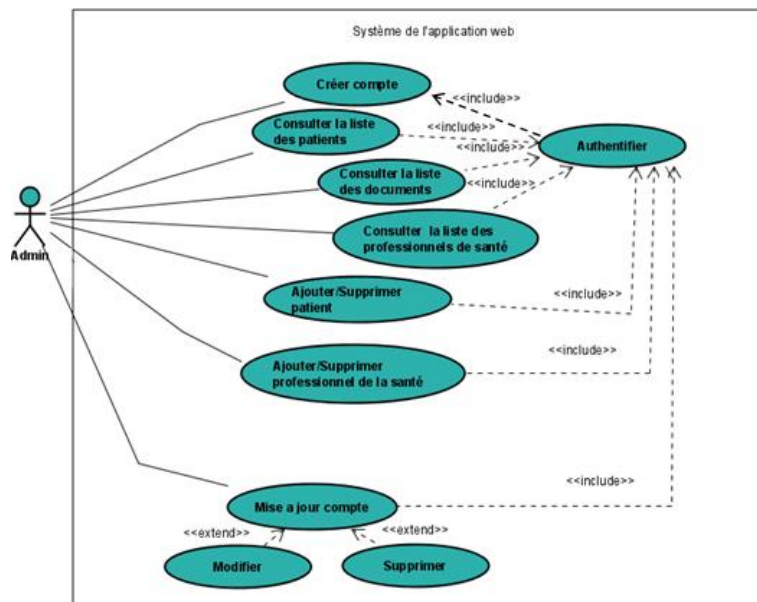 Système de l'application web
Créer compte
<<include>>
Consulter la liste
des patients
<<include>>
<<include>>
Authentifier
Consulter la liste
des documents
<<include>>
Consulter la liste des
professionnels de santé
Admin
Ajouter/Supprimer
patient
<<include>>
Ajouter/Supprimer
professionnel de la santé
<<include>>
<<include>>
Mise a jour compte
<<extend>>
<<extend>>
Modifier
Supprimer